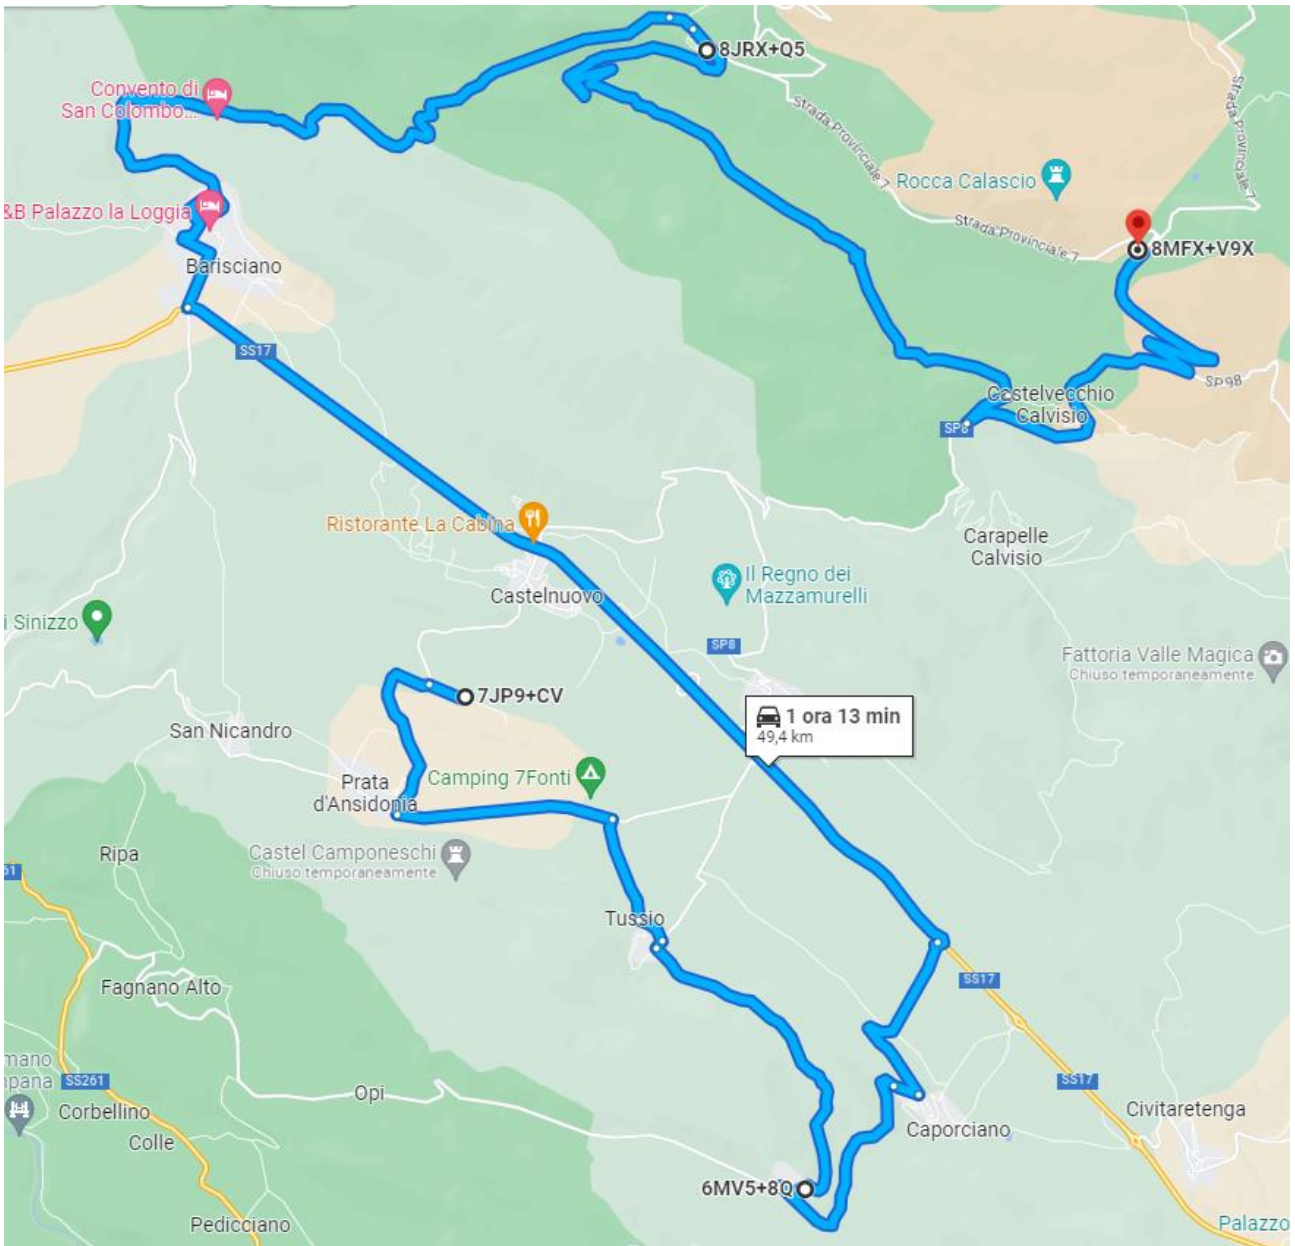 8JRX+Q5
Convento di
San Colombo...
Strada Provinciale 7
Strada Provinciale 7
Rocca Calascio
&B Palazzo la Loggia
Strada Provinciale 7
8MFX+V9X
Barisciano
SS17
SP98
Castelvecchio
Calvisio
SP8
Ristorante La Cabina
Carapelle
Calvisio
Il Regno dei
Mazzamurelli
Castelnuovo
i Sinizzo
SP8
Fattoria Valle Magica
Chiuso temporaneamente
7JP9+CV
1 ora 13 min
49,4 km
San Nicandro
Prata
d'Ansidonia
Camping 7Fonti
Ripa
Castel Camponeschi
Chiuso temporaneamente
61
Tussio
SS17
Fagnano Alto
mano
pana
SS261
Opi
SS17
Corbellino
Colle
Caporciano
Civitaretenga
6MV5+8Q
Pedicciano
Palazzo